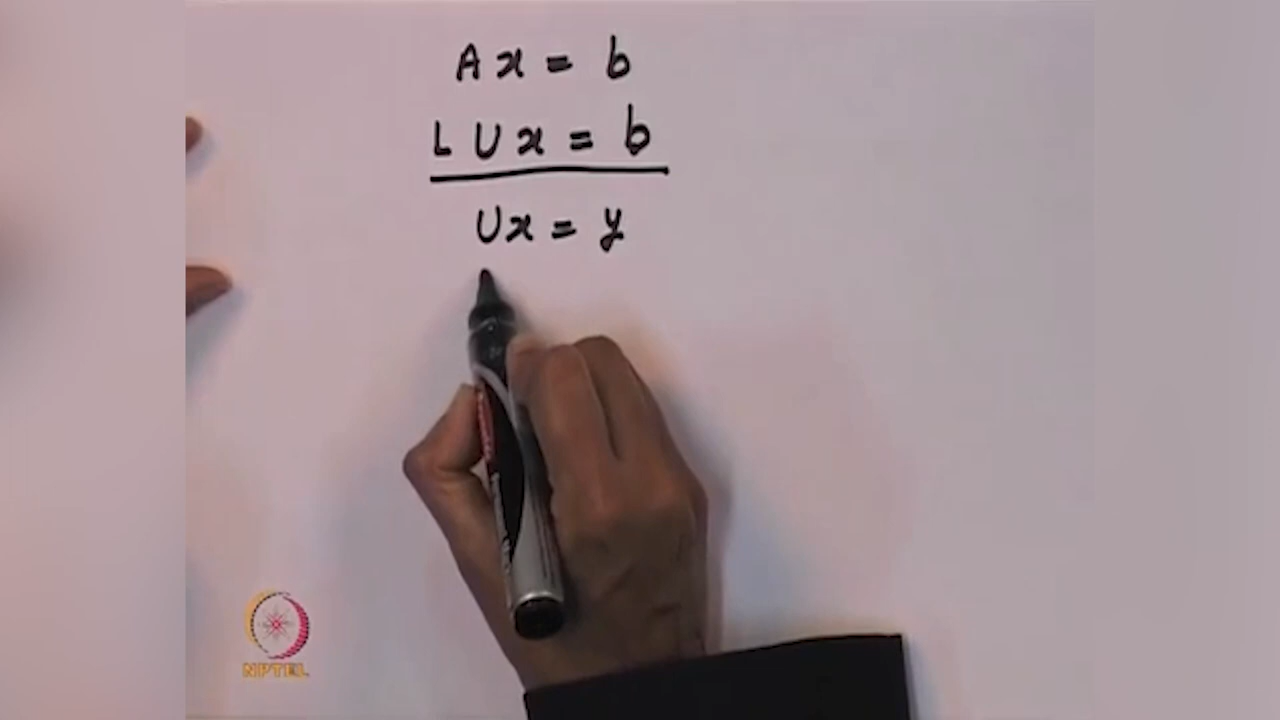 Ax = b
LUx = b
Ux = y
NPTEL